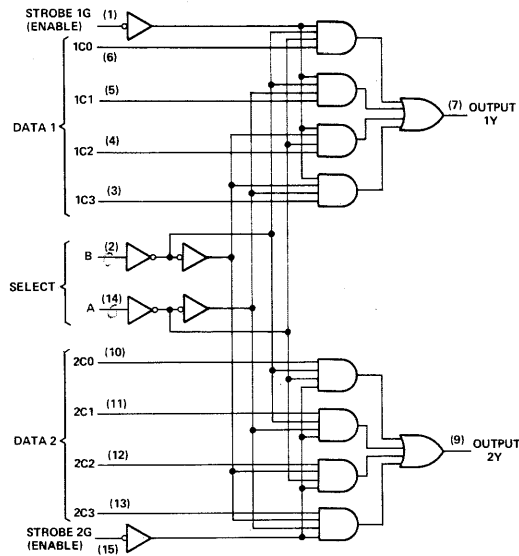 STROBE 1G (1)
(ENABLE)
1C0
(6)
1C1 (5)
DATA 1
1C2 (4)
1C3 (3)
(7) OUTPUT
1Y
B (2)
SELECT
A (14)
2C0 (10)
2C1 (11)
DATA 2
2C2 (12)
2C3 (13)
(9) OUTPUT
2Y
STROBE 2G
(ENABLE) (15)